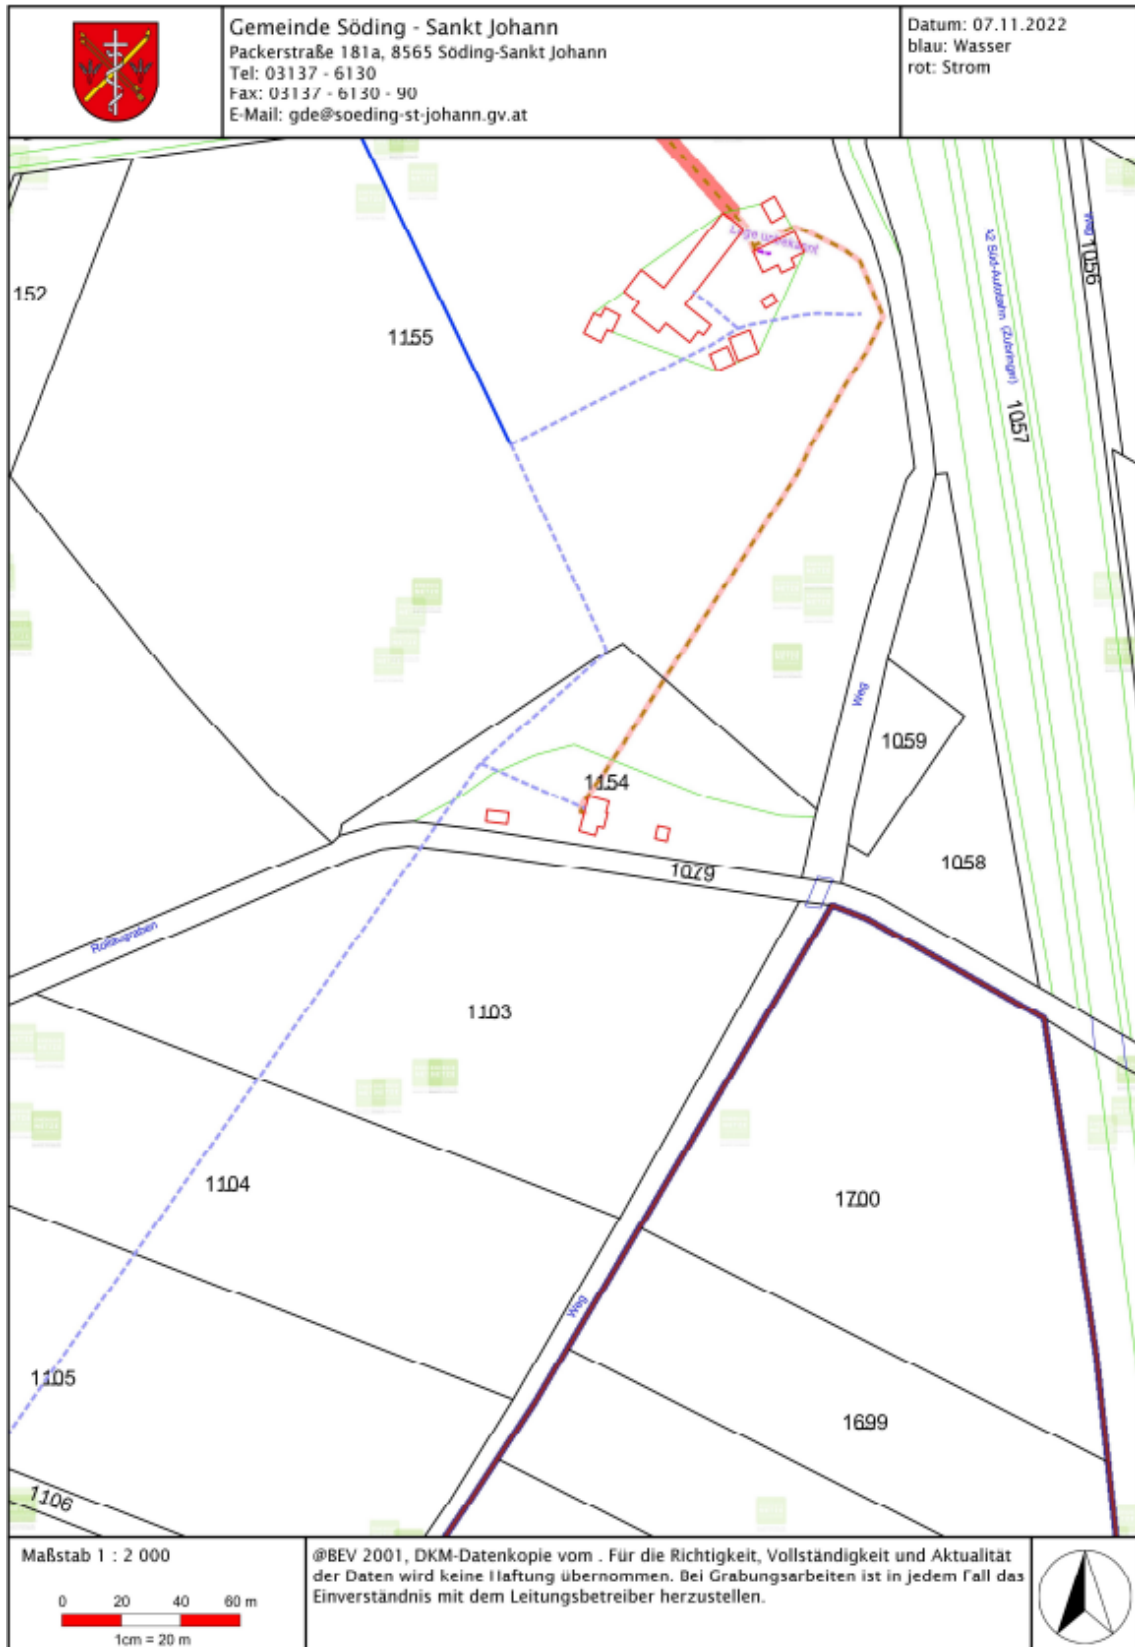 Gemeinde Söding - Sankt Johann
Packerstraße 181a, 8565 Söding-Sankt Johann
Tel: 03137 - 6130
Fax: 03137 - 6130 - 90
E-Mail: gde@soeding-st-johann.gv.at
Datum: 07.11.2022
blau: Wasser
rot: Strom
Lage unbekannt
Weg
1056
152
1155
1057
Weg
1059
1154
1058
1079
1103
1104
1700
Weg
1105
1699
1106
Maßstab 1 : 2 000
0 20 40 60 m
1cm = 20 m
@BEV 2001, DKM-Datenkopie vom . Für die Richtigkeit, Vollständigkeit und Aktualität
der Daten wird keine Haftung übernommen. Bei Grabungsarbeiten ist in jedem Fall das
Einverständnis mit dem Leitungsbetreiber herzustellen.